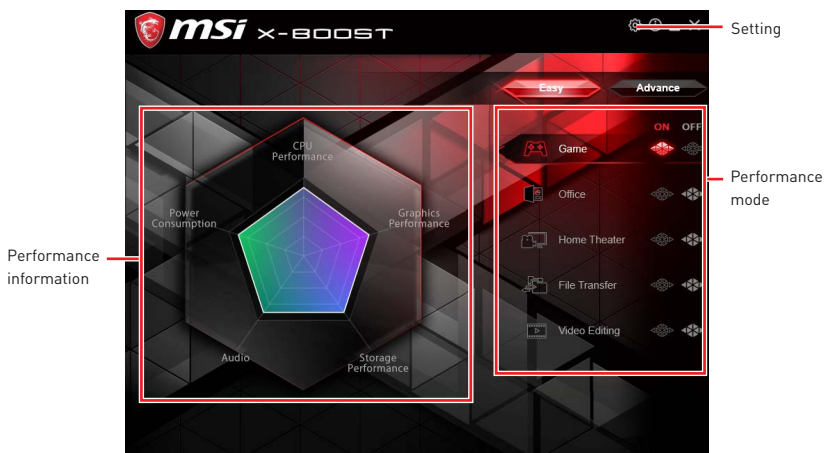 msi X-BOOST
Setting
Easy
Advance
ON OFF
Game
Office
Home Theater
File Transfer
Video Editing
Performance
mode
CPU
Performance
Graphics
Performance
Storage
Performance
Audio
Power
Consumption
Performance
information